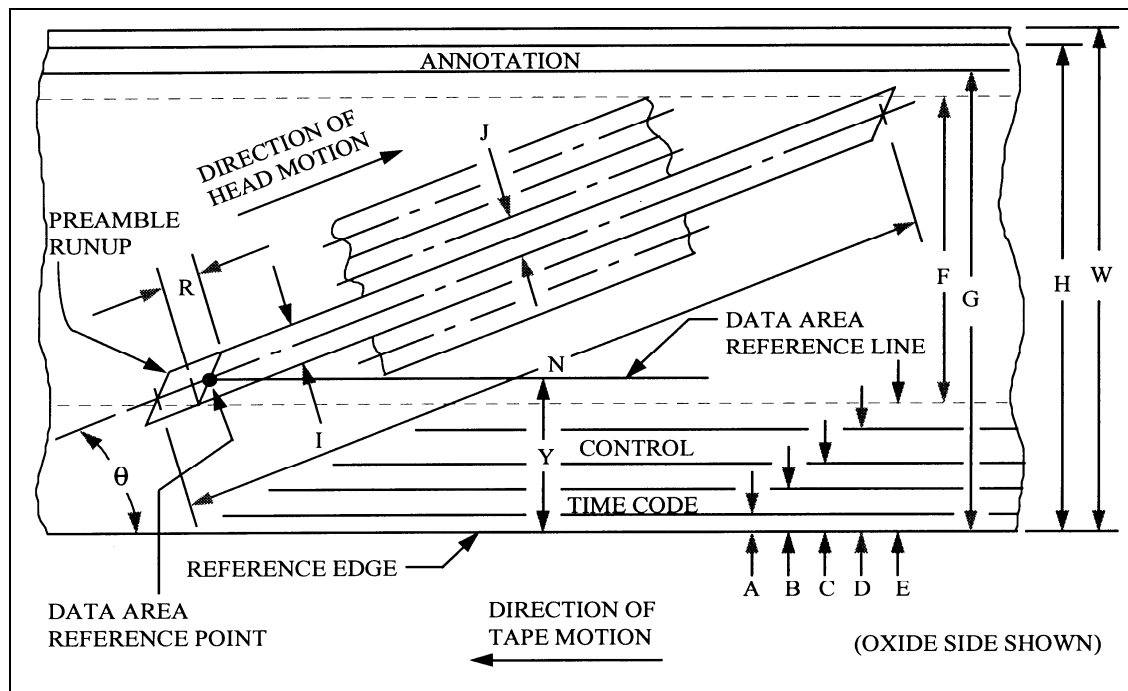 ANNOTATION
DIRECTION OF
HEAD MOTION
J
PREAMBLE
RUNUP
R
F
G
H
W
DATA AREA
REFERENCE LINE
N
I
Y
CONTROL
θ
TIME CODE
REFERENCE EDGE
A
B
C
D
E
DATA AREA
REFERENCE POINT
DIRECTION OF
TAPE MOTION
(OXIDE SIDE SHOWN)